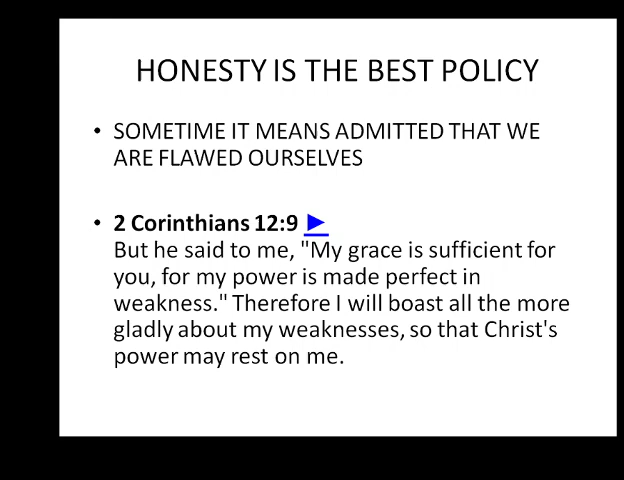 HONESTY IS THE BEST POLICY
• SOMETIME IT MEANS ADMITTED THAT WE
ARE FLAWED OURSELVES
• 2 Corinthians 12:9 ►
But he said to me, "My grace is sufficient for
you, for my power is made perfect in
weakness." Therefore I will boast all the more
gladly about my weaknesses, so that Christ's
power may rest on me.